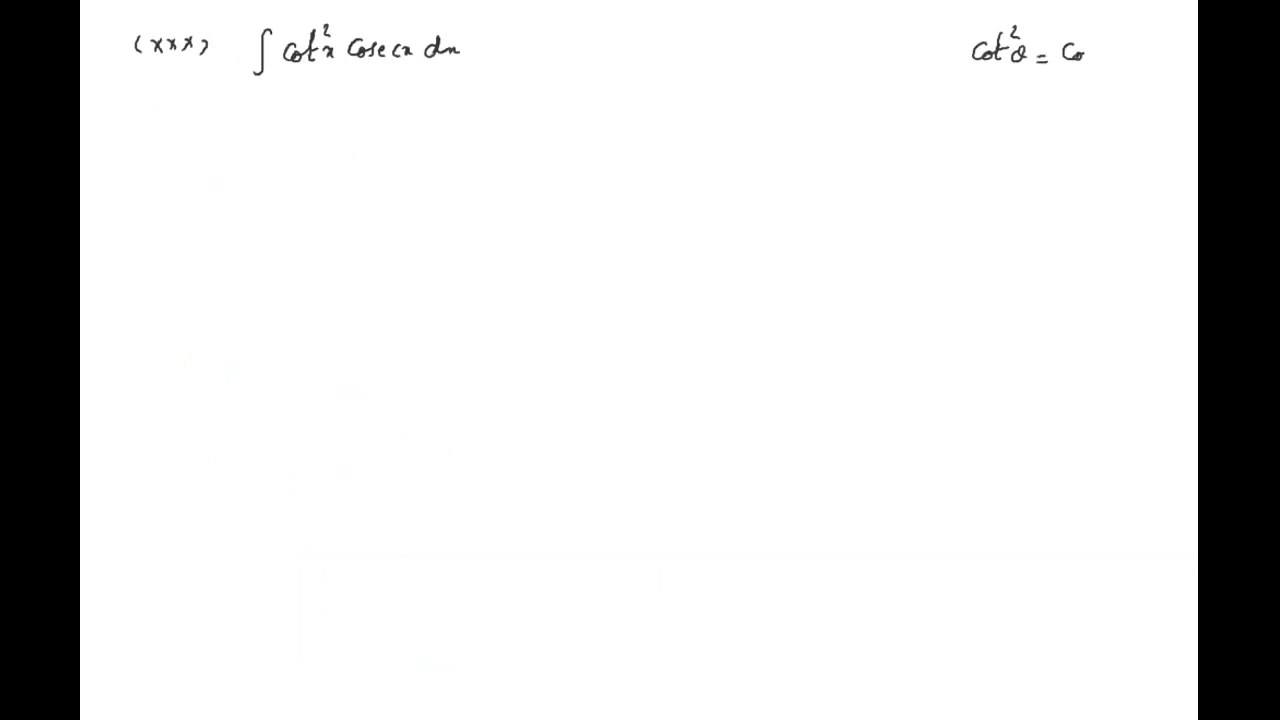 (xxx) ∫ cot²x cosecx dx
cot²θ = Co